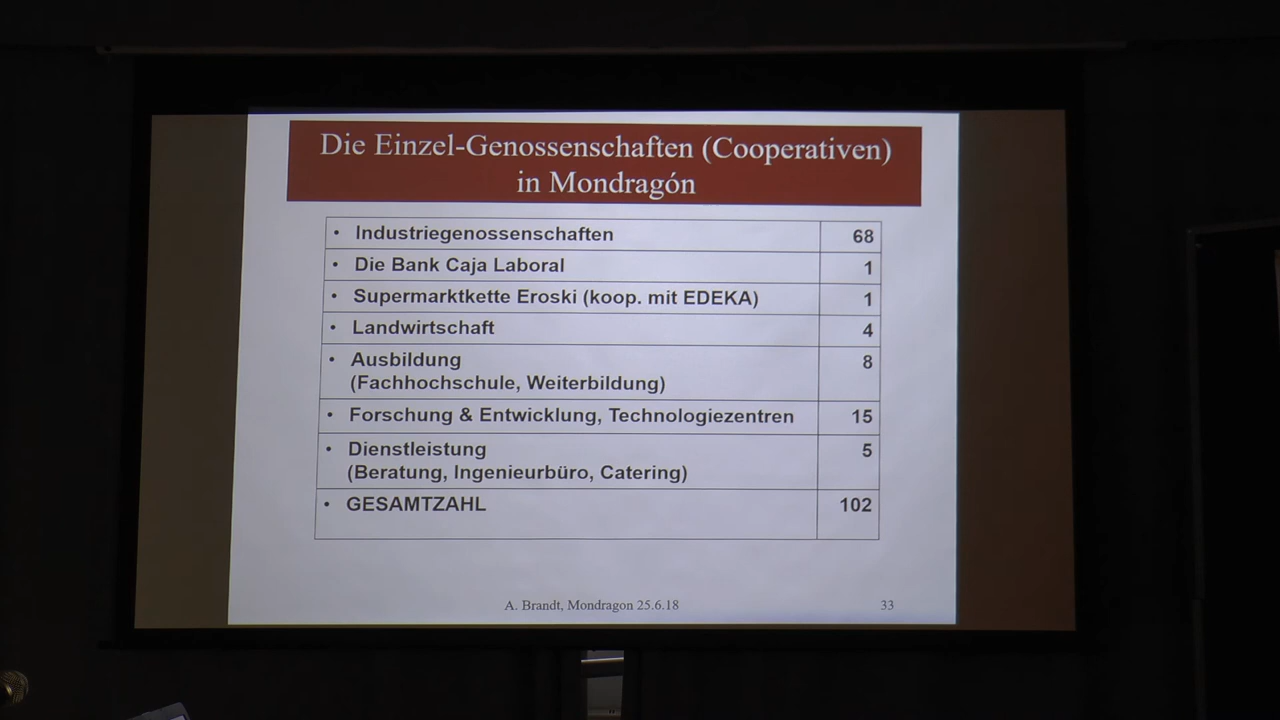 Die Einzel-Genossenschaften (Cooperativen)
in Mondragón
• Industriegenossenschaften 68
• Die Bank Caja Laboral 1
• Supermarktkette Eroski (koop. mit EDEKA) 1
• Landwirtschaft 4
• Ausbildung 8
(Fachhochschule, Weiterbildung)
• Forschung & Entwicklung, Technologiezentren 15
• Dienstleistung 5
(Beratung, Ingenieurbüro, Catering)
• GESAMTZAHL 102
A. Brandt, Mondragon 25.6.18 33